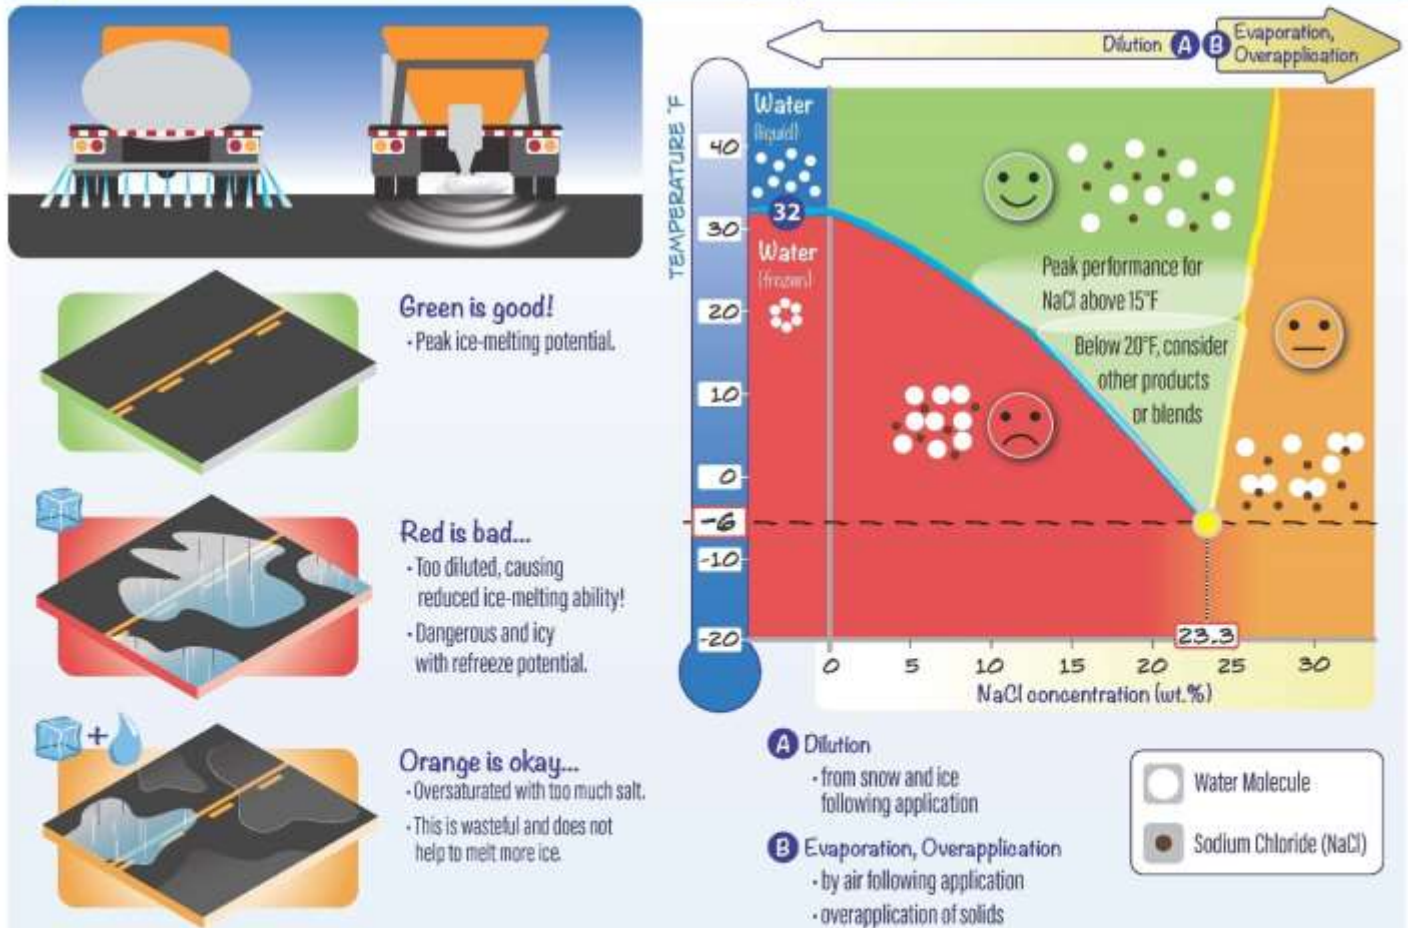 Dilution A B Evaporation,
Overapplication
TEMPERATURE °F
40
30
20
10
0
-6
-10
-20
Water
(liquid)
32
Water
(frozen)
Peak performance for
NaCl above 15°F
Below 20°F, consider
other products
or blends
23.3
0 5 10 15 20 25 30
NaCl concentration (wt.%)
Green is good!
· Peak ice-melting potential.
Red is bad...
· Too diluted, causing
reduced ice-melting ability!
· Dangerous and icy
with refreeze potential.
+
Orange is okay...
· Oversaturated with too much salt.
· This is wasteful and does not
help to melt more ice.
A Dilution
· from snow and ice
following application
B Evaporation, Overapplication
· by air following application
· overapplication of solids
Water Molecule
Sodium Chloride (NaCl)